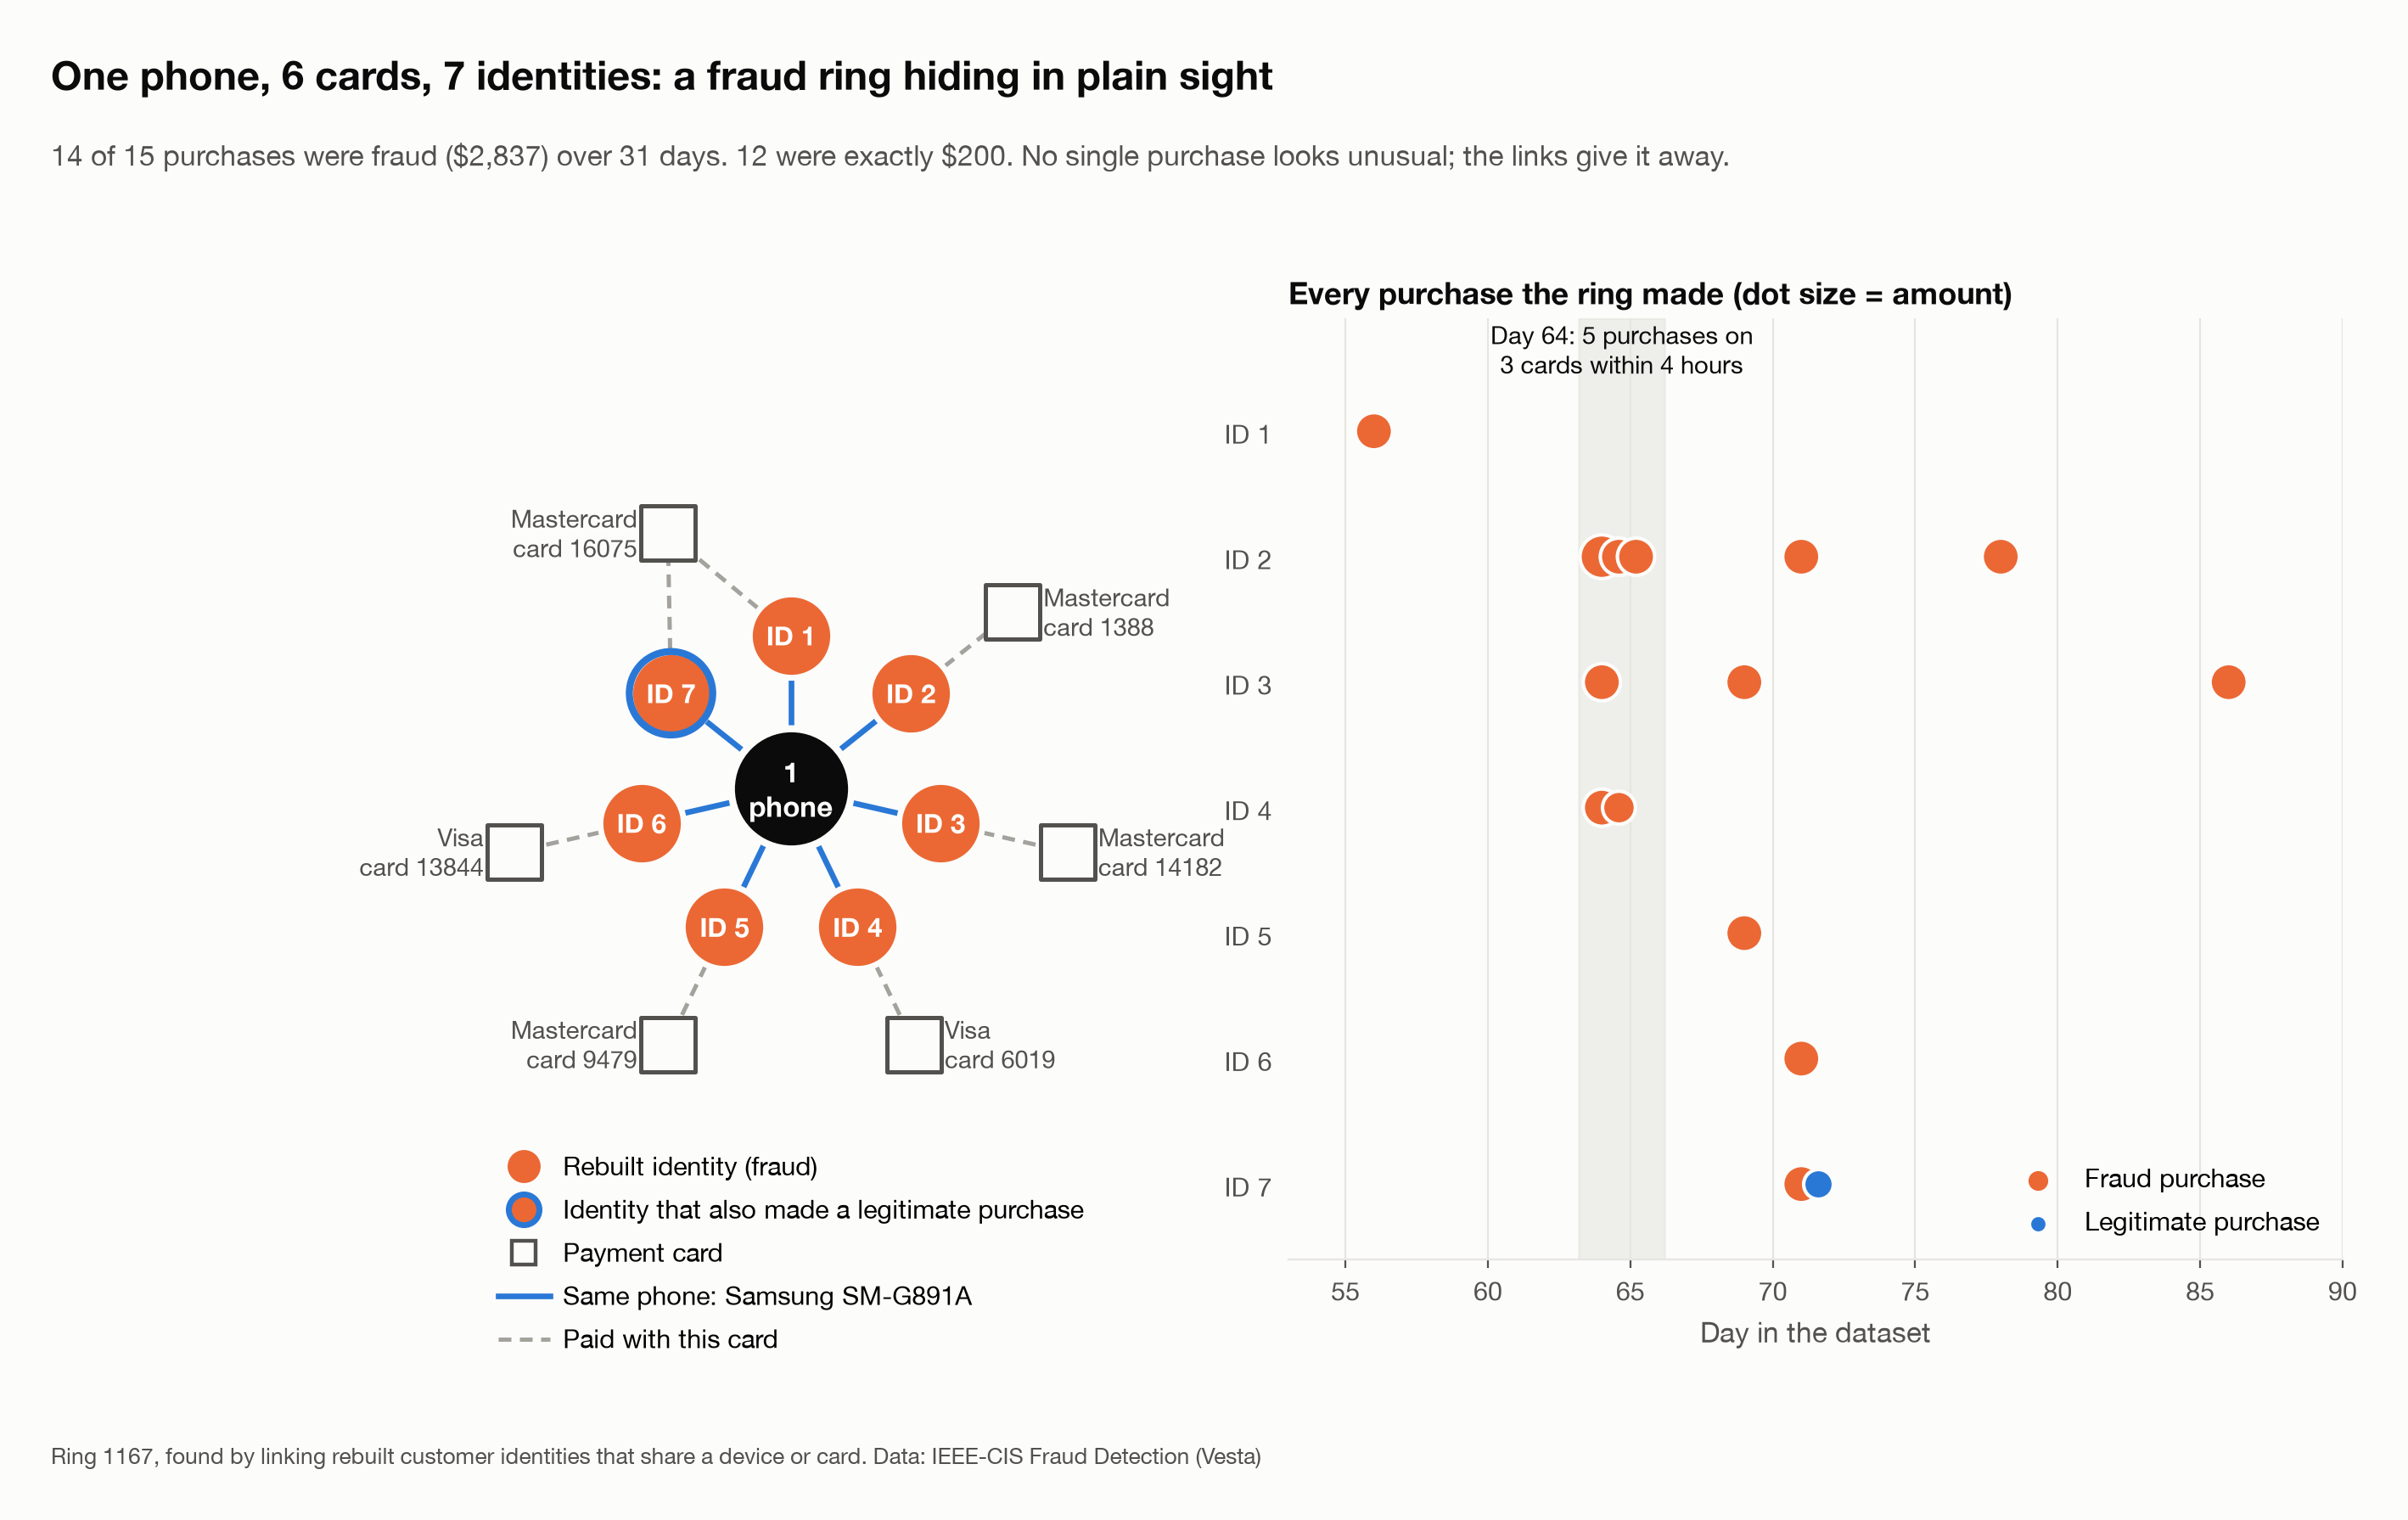 One phone, 6 cards, 7 identities: a fraud ring hiding in plain sight
14 of 15 purchases were fraud ($2,837) over 31 days. 12 were exactly $200. No single purchase looks unusual; the links give it away.
Mastercard
card 16075
ID 1
Mastercard
card 1388
ID 7
ID 2
1
phone
ID 6
ID 3
Visa
card 13844
Mastercard
card 14182
ID 5
ID 4
Mastercard
card 9479
Visa
card 6019
Rebuilt identity (fraud)
Identity that also made a legitimate purchase
Payment card
Same phone: Samsung SM-G891A
Paid with this card
Every purchase the ring made (dot size = amount)
Day 64: 5 purchases on
3 cards within 4 hours
ID 1
ID 2
ID 3
ID 4
ID 5
ID 6
ID 7
Fraud purchase
Legitimate purchase
55 60 65 70 75 80 85 90
Day in the dataset
Ring 1167, found by linking rebuilt customer identities that share a device or card. Data: IEEE-CIS Fraud Detection (Vesta)